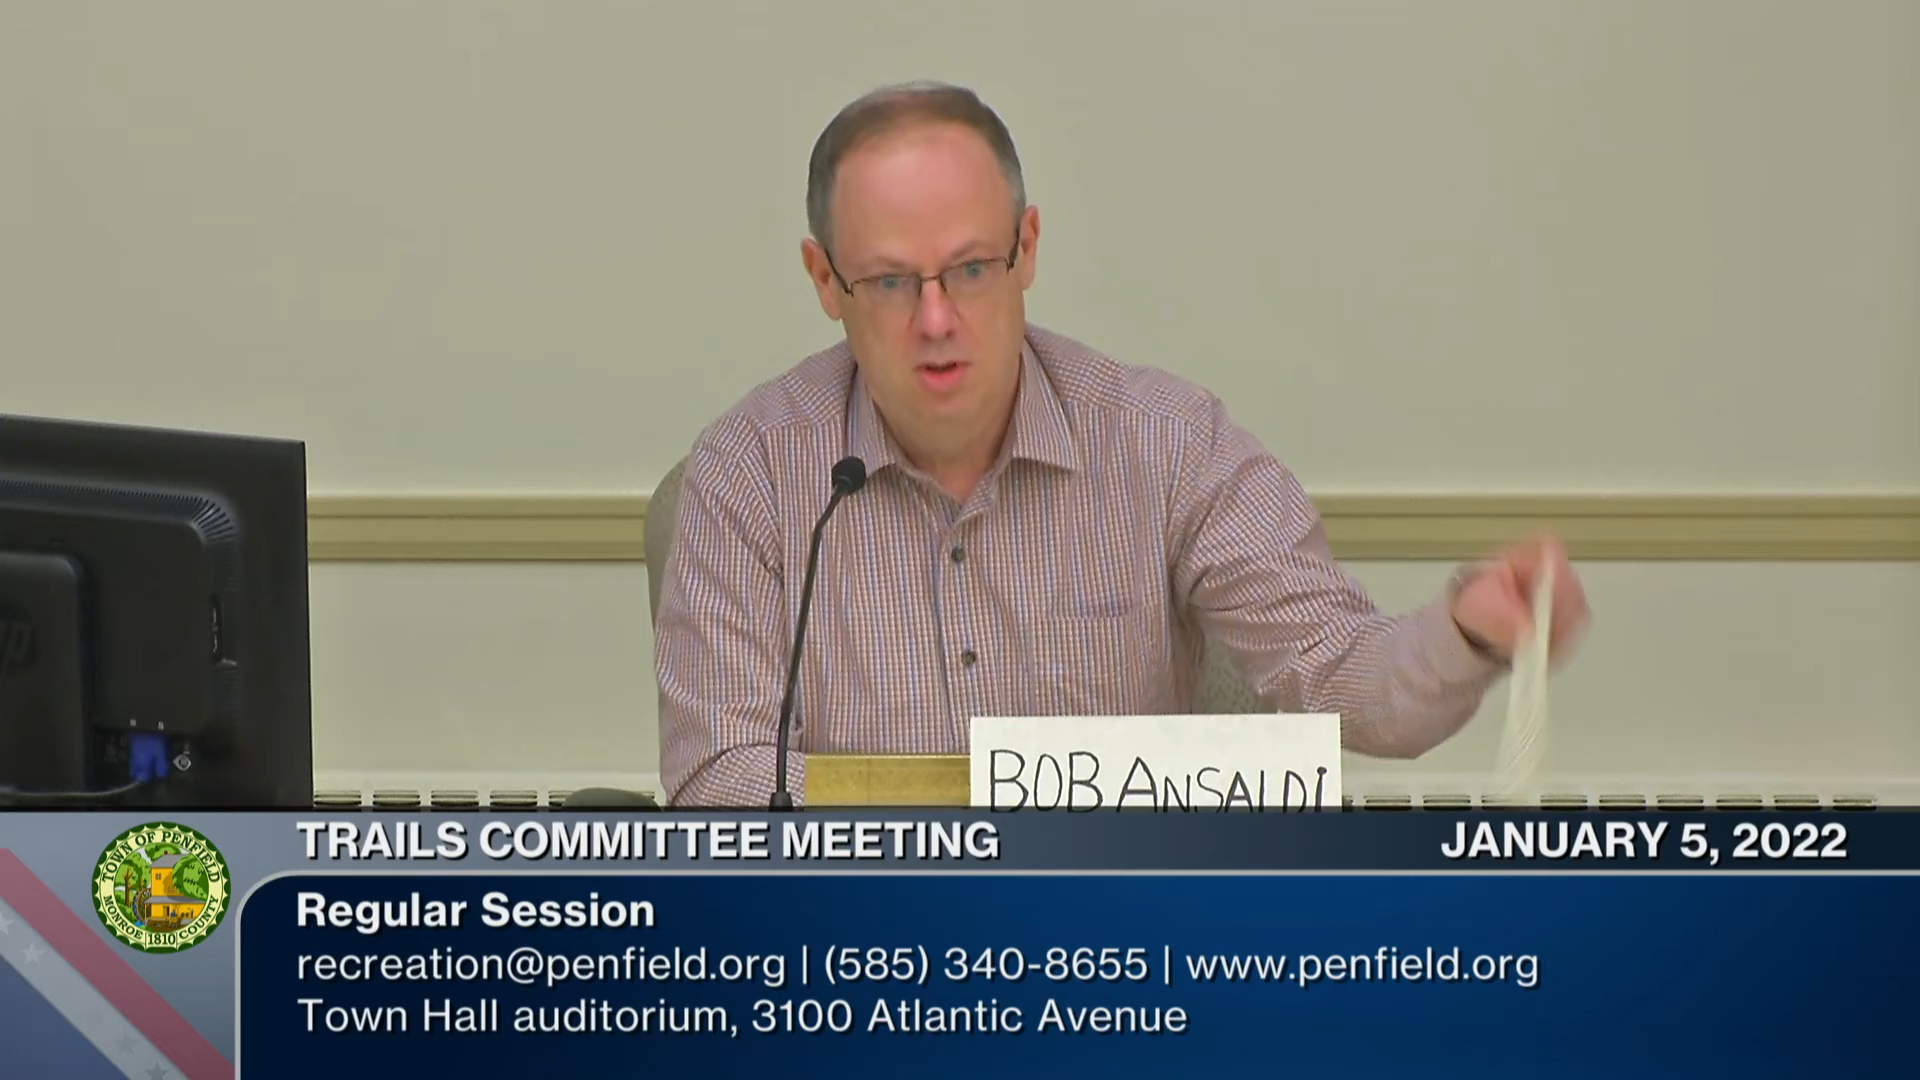 hp
BOB ANSALDi
TRAILS COMMITTEE MEETING
JANUARY 5, 2022
TOWN OF PENFIELD
MONROE COUNTY
1810
Regular Session
recreation@penfield.org | (585) 340-8655 | www.penfield.org
Town Hall auditorium, 3100 Atlantic Avenue